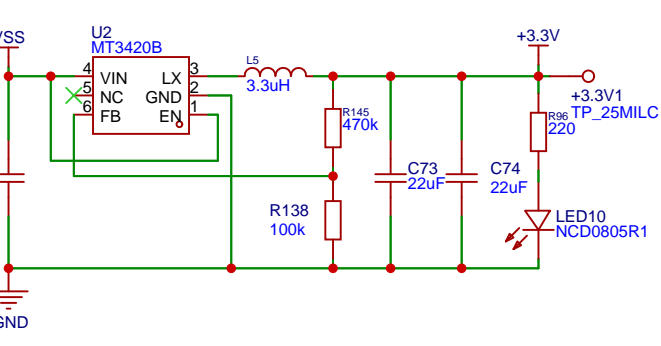 VSS
U2
MT3420B
4 VIN LX 3
5 NC GND 2
6 FB EN 1
L5
3.3uH
R145
470k
R138
100k
C73
22uF
C74
22uF
+3.3V
+3.3V1
TP_25MILC
R96
220
LED10
NCD0805R1
GND